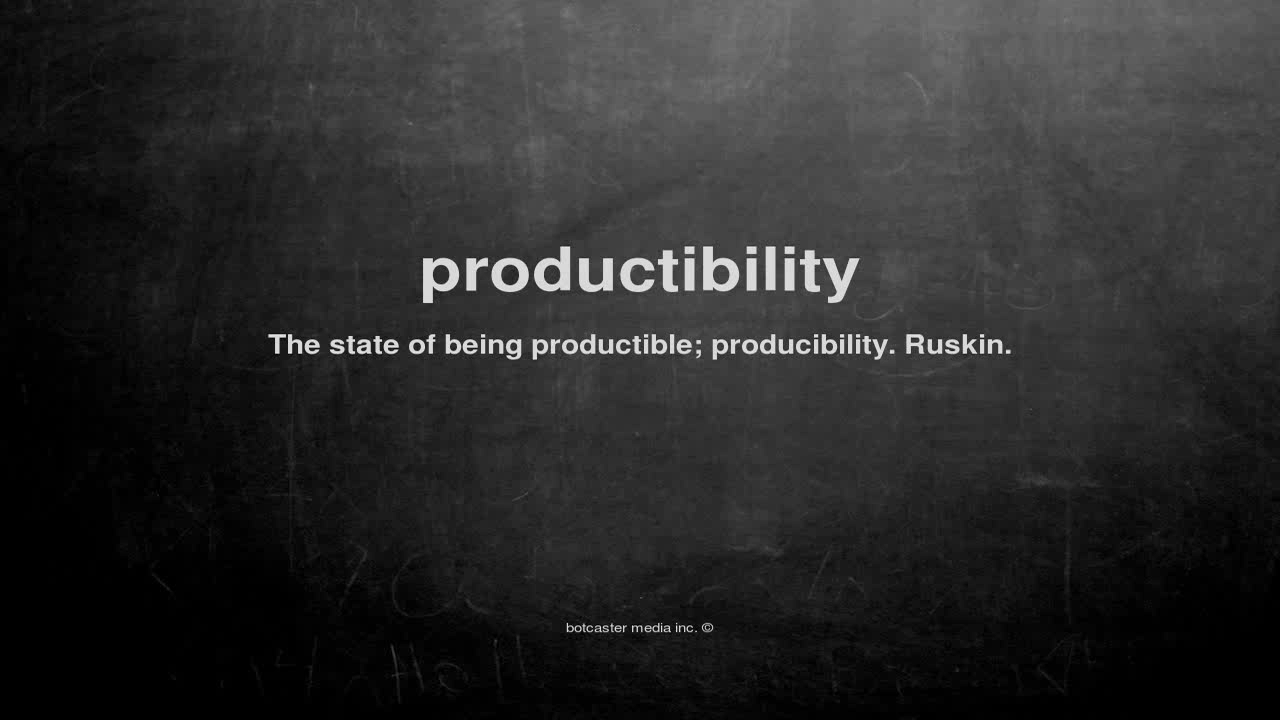 productibility
The state of being productible; producibility. Ruskin.
botcaster media inc. ©